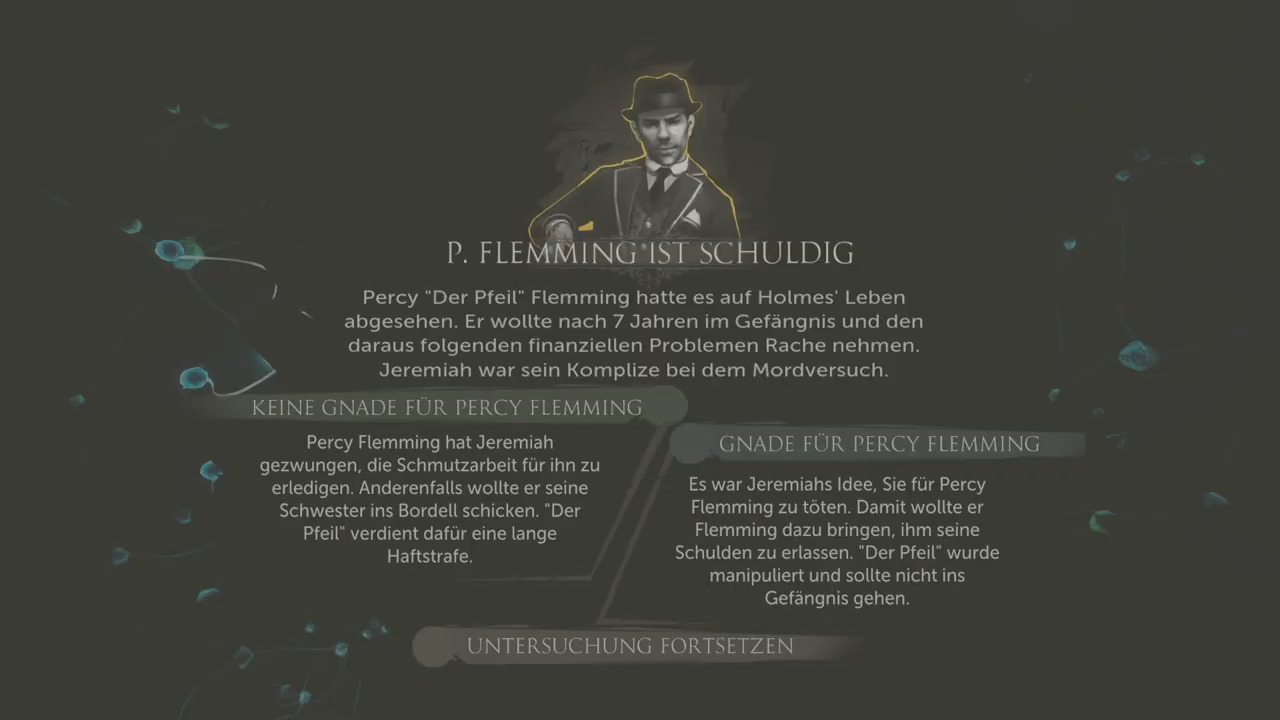 P. FLEMMING IST SCHULDIG
Percy "Der Pfeil" Flemming hatte es auf Holmes' Leben
abgesehen. Er wollte nach 7 Jahren im Gefängnis und den
daraus folgenden finanziellen Problemen Rache nehmen.
Jeremiah war sein Komplize bei dem Mordversuch.
KEINE GNADE FÜR PERCY FLEMMING
Percy Flemming hat Jeremiah
gezwungen, die Schmutzarbeit für ihn zu
erledigen. Anderenfalls wollte er seine
Schwester ins Bordell schicken. "Der
Pfeil" verdient dafür eine lange
Haftstrafe.
GNADE FÜR PERCY FLEMMING
Es war Jeremiahs Idee, Sie für Percy
Flemming zu töten. Damit wollte er
Flemming dazu bringen, ihm seine
Schulden zu erlassen. "Der Pfeil" wurde
manipuliert und sollte nicht ins
Gefängnis gehen.
UNTERSUCHUNG FORTSETZEN